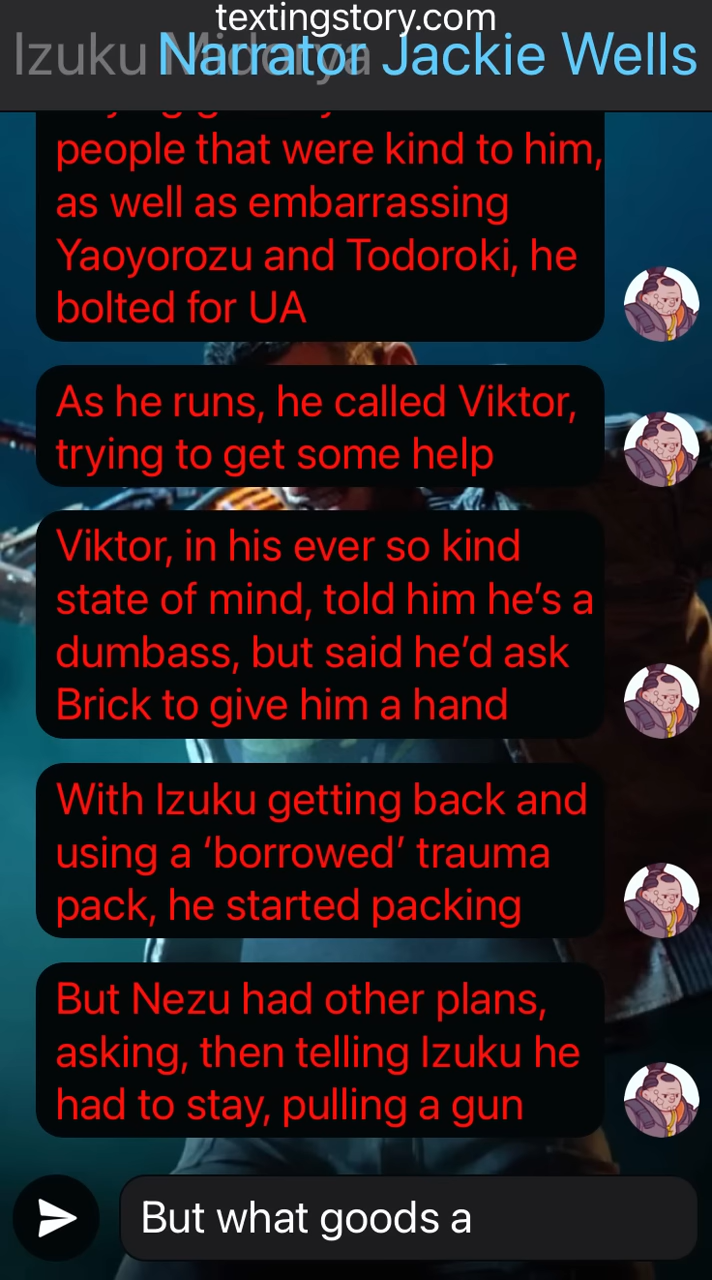 textingstory.com
Izuku Midoriya Narrator Jackie Wells
people that were kind to him,
as well as embarrassing
Yaoyorozu and Todoroki, he
bolted for UA
As he runs, he called Viktor,
trying to get some help
Viktor, in his ever so kind
state of mind, told him he’s a
dumbass, but said he’d ask
Brick to give him a hand
With Izuku getting back and
using a ‘borrowed’ trauma
pack, he started packing
But Nezu had other plans,
asking, then telling Izuku he
had to stay, pulling a gun
But what goods a